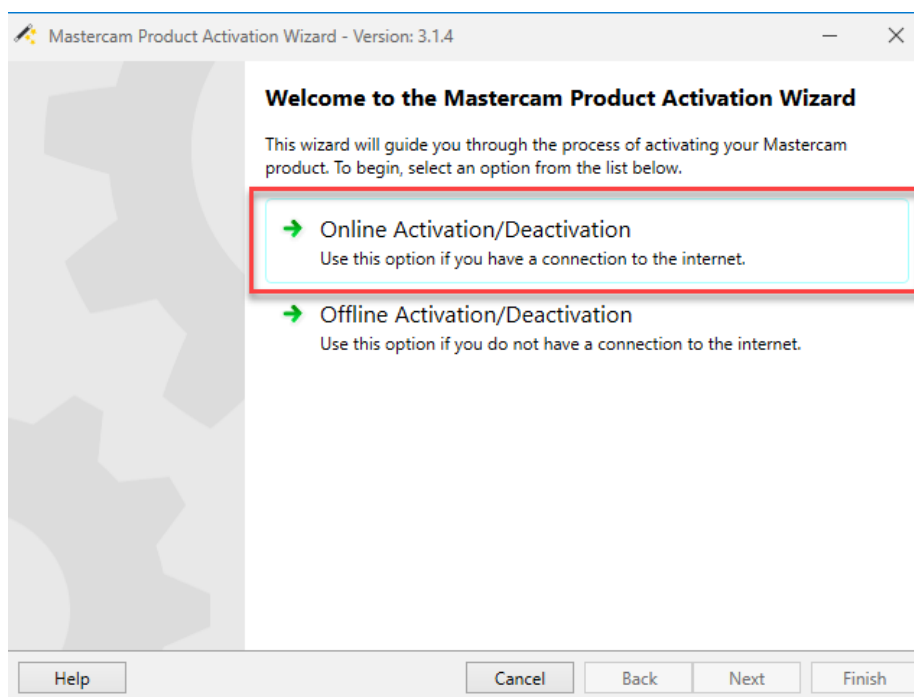 Mastercam Product Activation Wizard - Version: 3.1.4
Welcome to the Mastercam Product Activation Wizard
This wizard will guide you through the process of activating your Mastercam
product. To begin, select an option from the list below.
Online Activation/Deactivation
Use this option if you have a connection to the internet.
Offline Activation/Deactivation
Use this option if you do not have a connection to the internet.
Help Cancel Back Next Finish